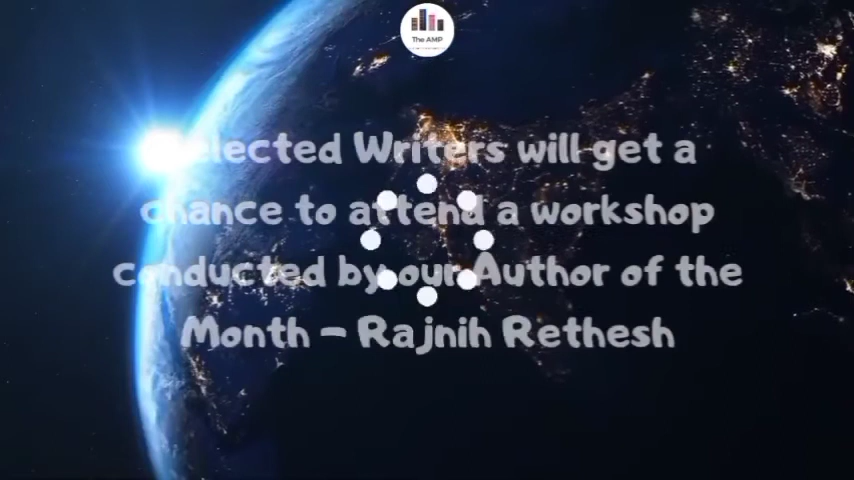 The AMP
Selected Writers will get a
chance to attend a workshop
conducted by our Author of the
Month - Rajnih Rethesh